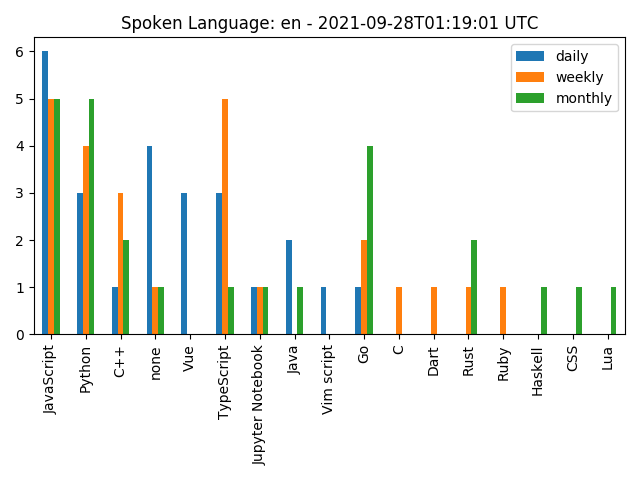 Spoken Language: en - 2021-09-28T01:19:01 UTC
daily
weekly
monthly
6
5
4
3
2
1
0
JavaScript
Python
C++
none
Vue
TypeScript
Jupyter Notebook
Java
Vim script
Go
C
Dart
Rust
Ruby
Haskell
CSS
Lua